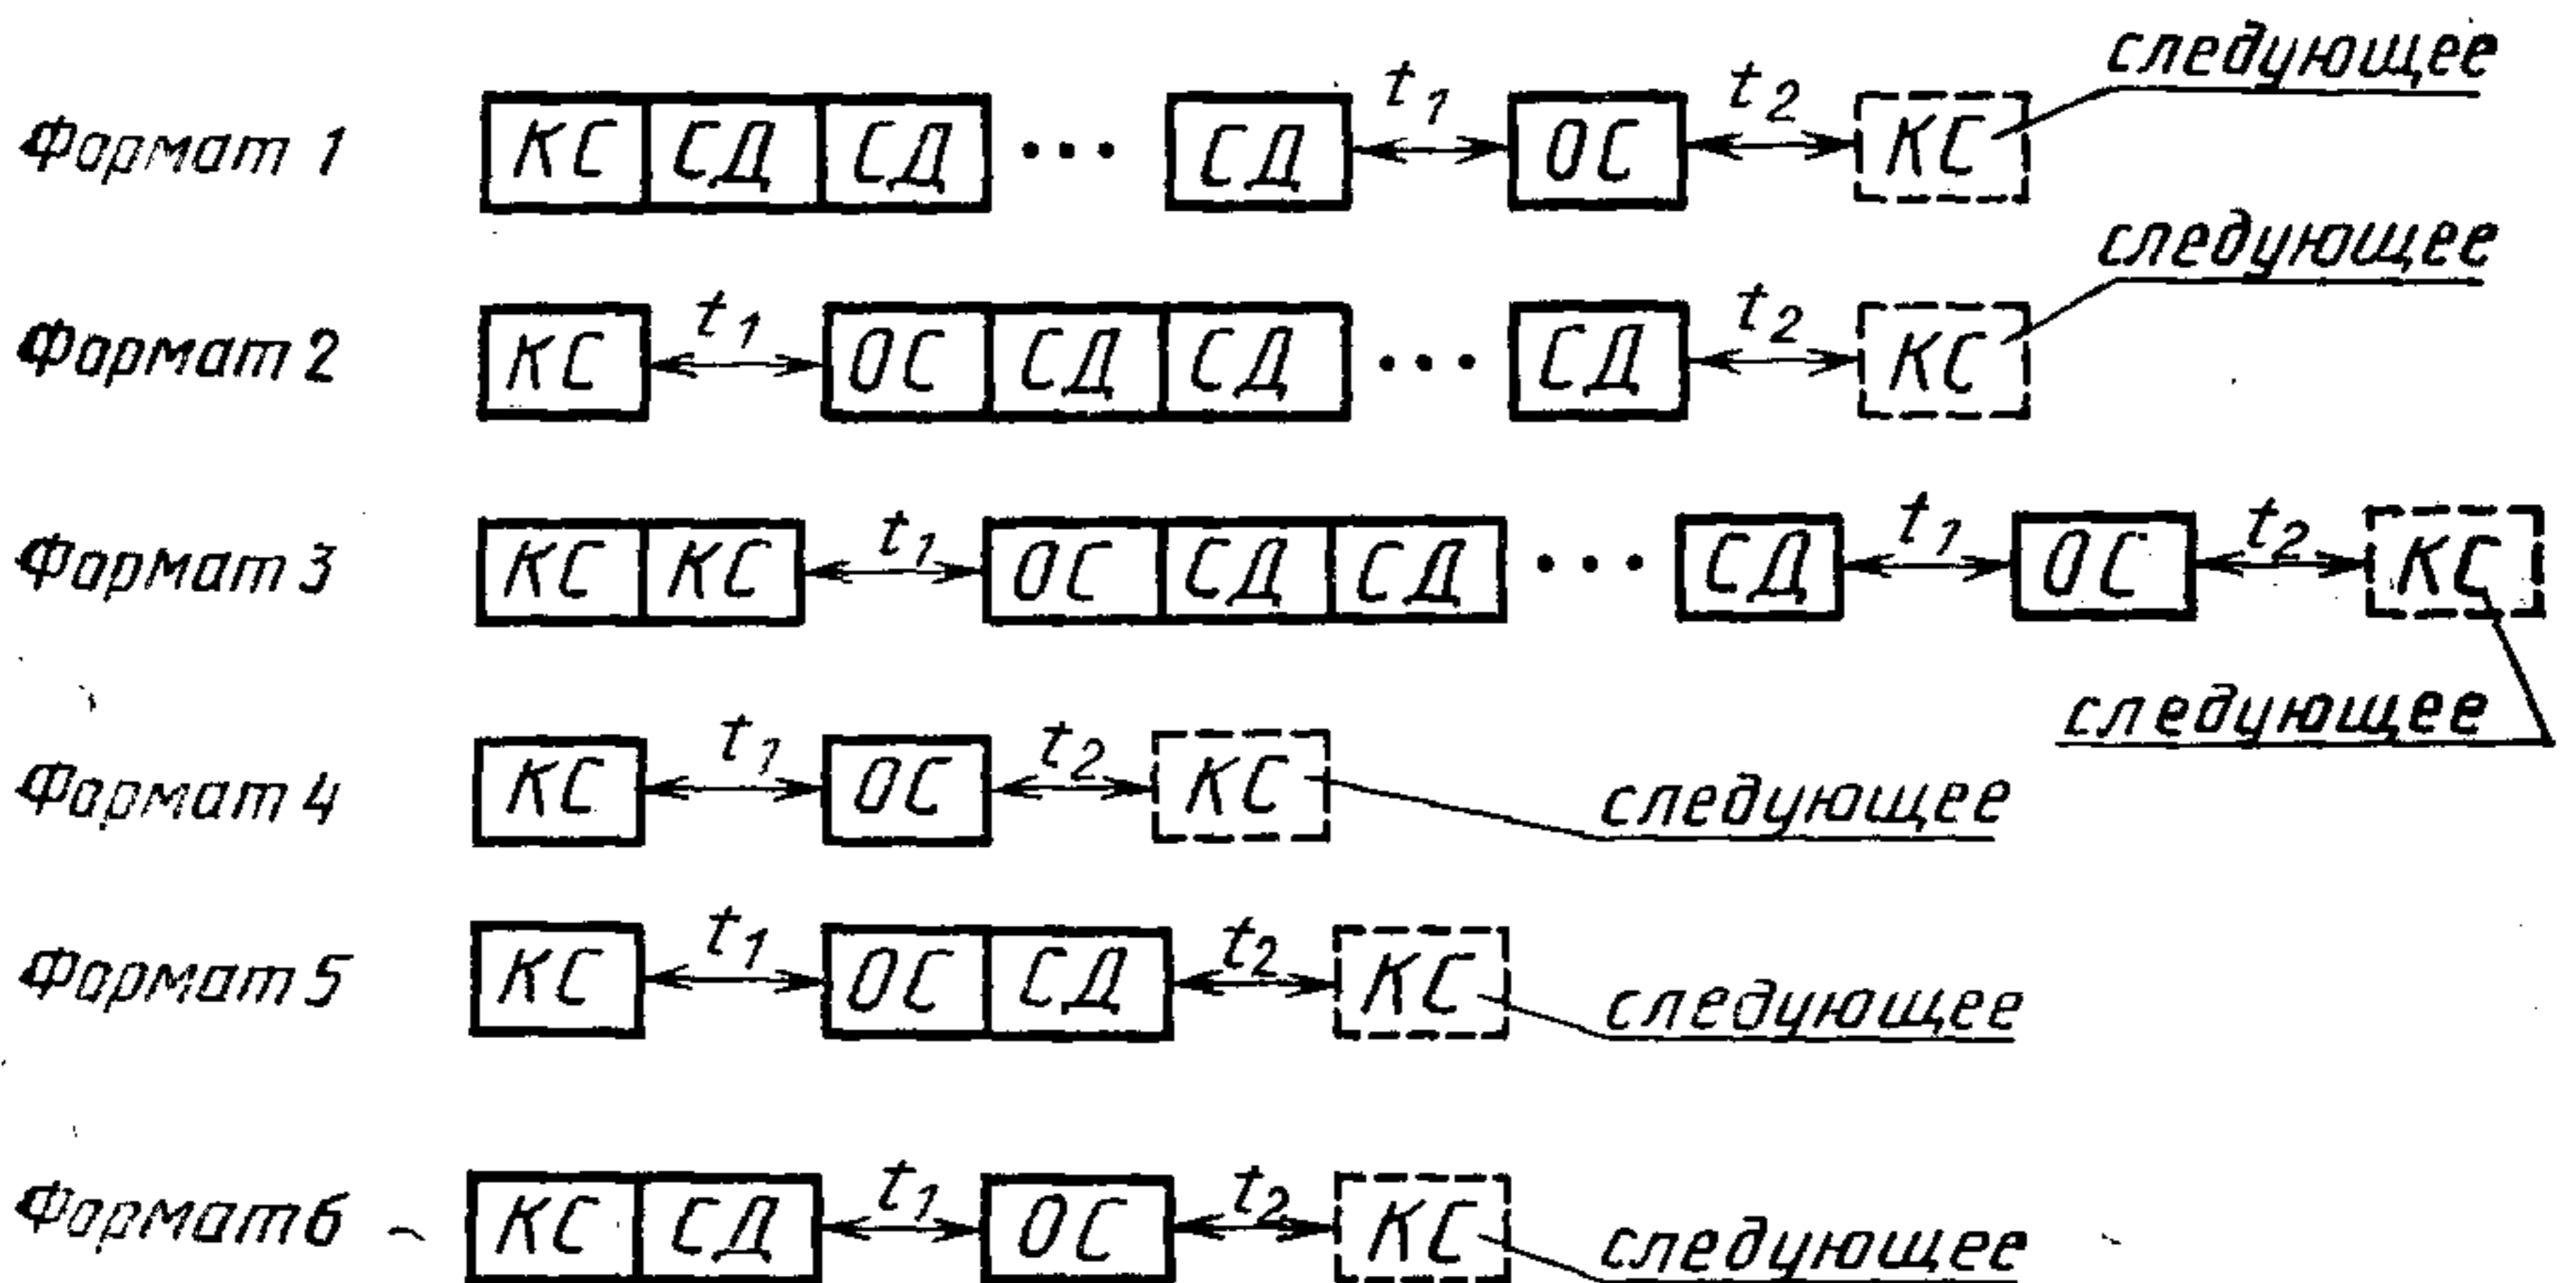 следующее
Формат 1 КС СД СД ... СД t1 ОС t2 КС
следующее
Формат 2 КС t1 ОС СД СД ... СД t2 КС
Формат 3 КС КС t1 ОС СД СД ... СД t1 ОС t2 КС
следующее
Формат 4 КС t1 ОС t2 КС
следующее
Формат 5 КС t1 ОС СД t2 КС
следующее
Формат 6 КС СД t1 ОС t2 КС
следующее